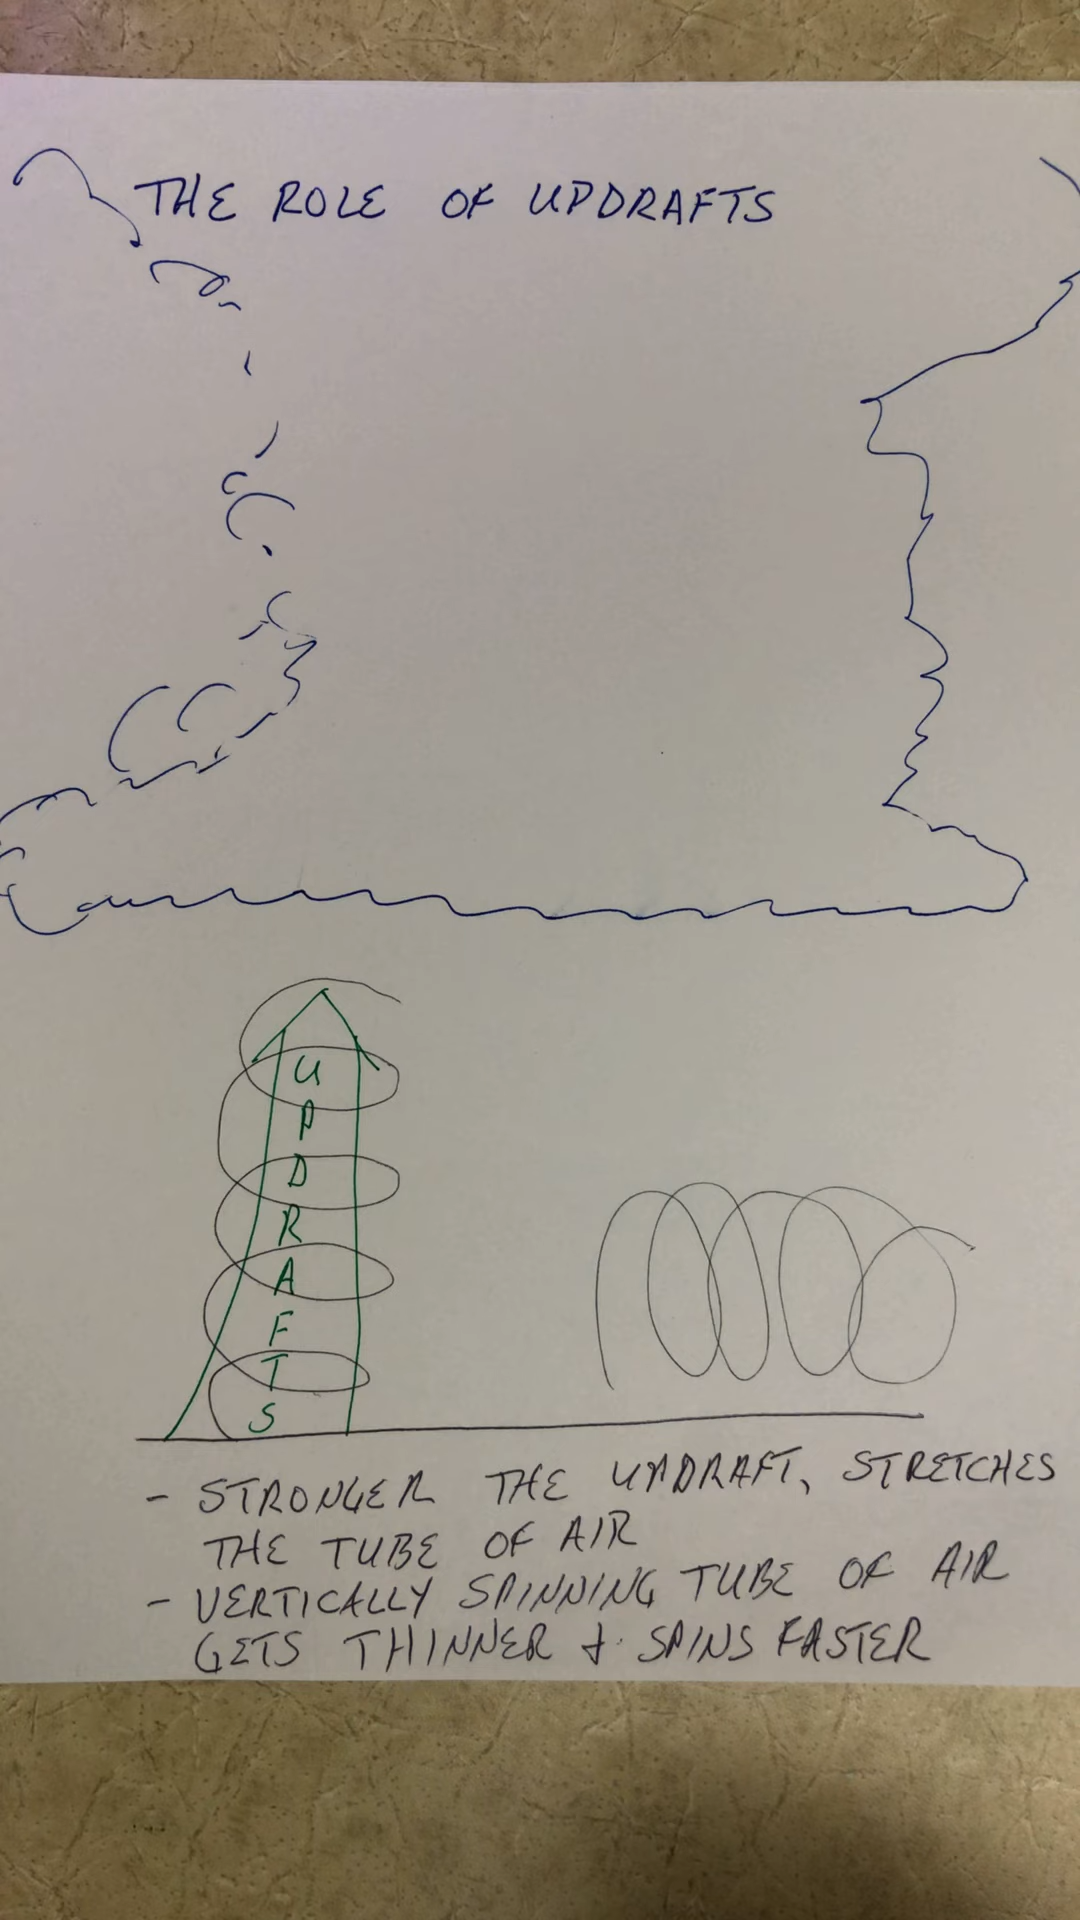 THE ROLE OF UPDRAFTS
UPDRAFTS
- STRONGER THE UPDRAFT, STRETCHES
THE TUBE OF AIR
- VERTICALLY SPINNING TUBE OF AIR
GETS THINNER & SPINS FASTER